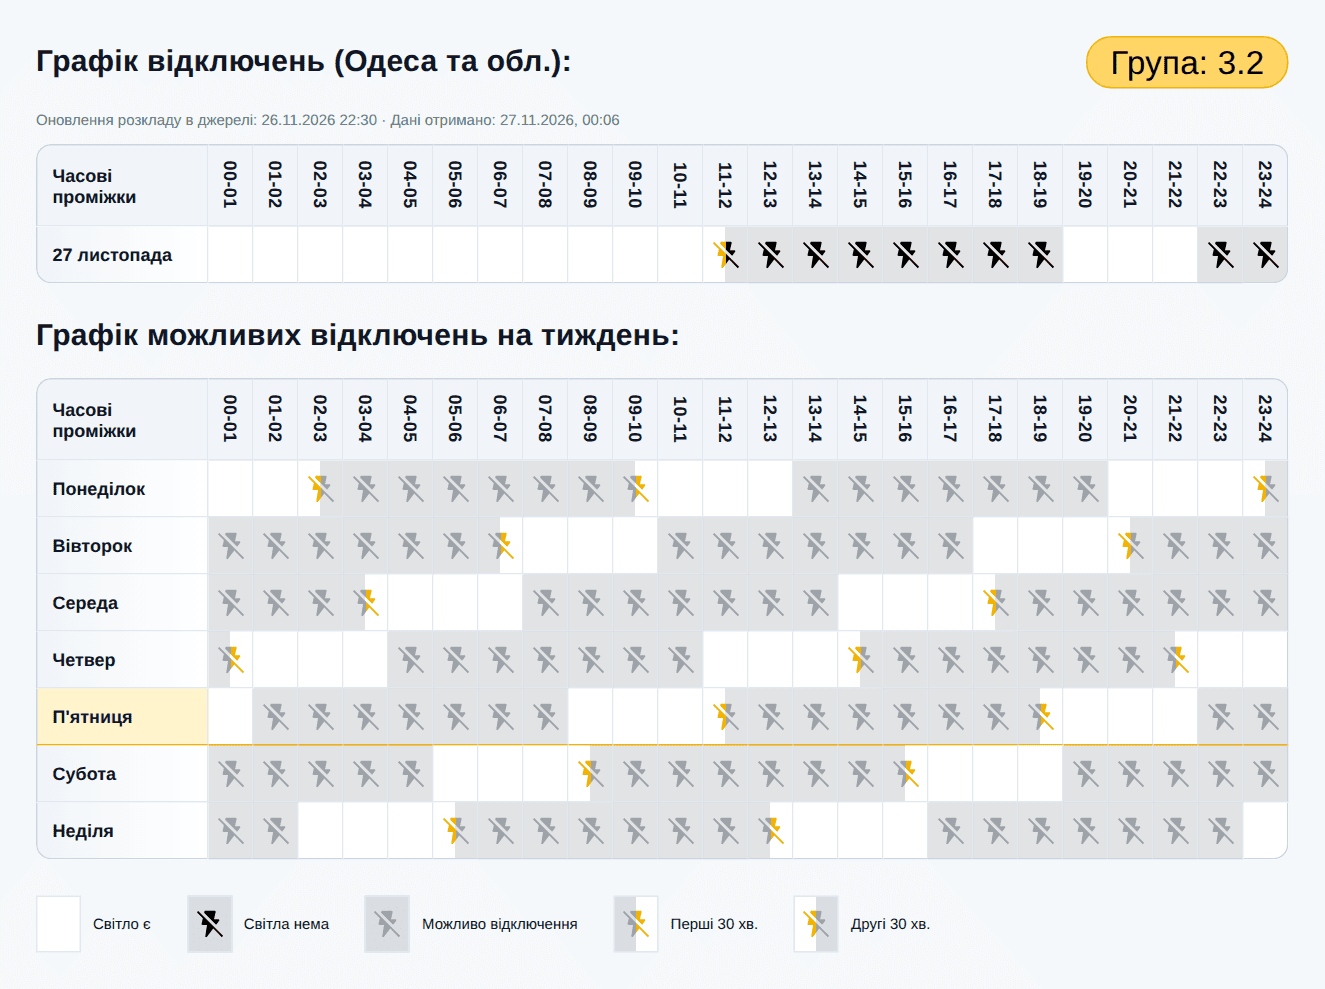 Графік відключень (Одеса та обл.):
Група: 3.2
Оновлення розкладу в джерелі: 26.11.2026 22:30 · Дані отримано: 27.11.2026, 00:06
Часові
проміжки
00-01 01-02 02-03 03-04 04-05 05-06 06-07 07-08 08-09 09-10 10-11 11-12 12-13 13-14 14-15 15-16 16-17 17-18 18-19 19-20 20-21 21-22 22-23 23-24
27 листопада
Графік можливих відключень на тиждень:
Часові
проміжки
00-01 01-02 02-03 03-04 04-05 05-06 06-07 07-08 08-09 09-10 10-11 11-12 12-13 13-14 14-15 15-16 16-17 17-18 18-19 19-20 20-21 21-22 22-23 23-24
Понеділок
Вівторок
Середа
Четвер
П'ятниця
Субота
Неділя
Світло є
Світла нема
Можливо відключення
Перші 30 хв.
Другі 30 хв.